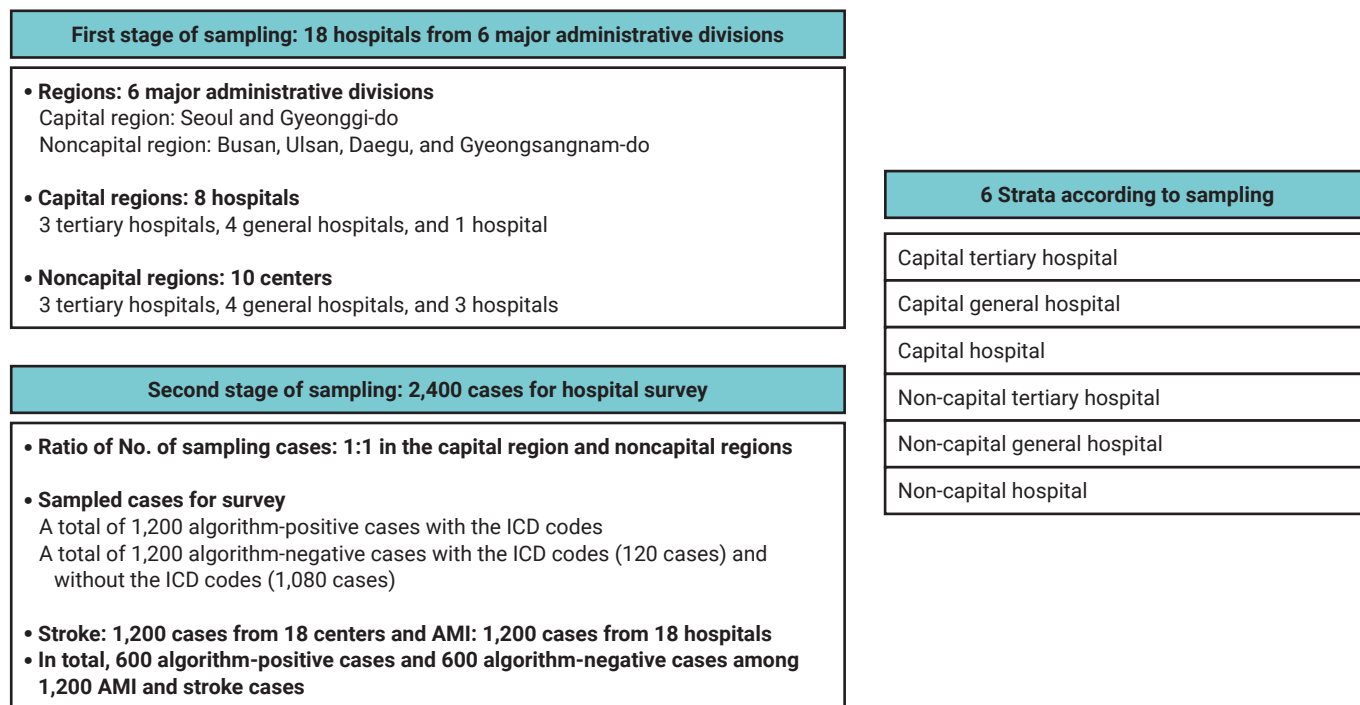 First stage of sampling: 18 hospitals from 6 major administrative divisions
• Regions: 6 major administrative divisions
Capital region: Seoul and Gyeonggi-do
Noncapital region: Busan, Ulsan, Daegu, and Gyeongsangnam-do
• Capital regions: 8 hospitals
3 tertiary hospitals, 4 general hospitals, and 1 hospital
• Noncapital regions: 10 centers
3 tertiary hospitals, 4 general hospitals, and 3 hospitals
Second stage of sampling: 2,400 cases for hospital survey
• Ratio of No. of sampling cases: 1:1 in the capital region and noncapital regions
• Sampled cases for survey
A total of 1,200 algorithm-positive cases with the ICD codes
A total of 1,200 algorithm-negative cases with the ICD codes (120 cases) and
without the ICD codes (1,080 cases)
• Stroke: 1,200 cases from 18 centers and AMI: 1,200 cases from 18 hospitals
• In total, 600 algorithm-positive cases and 600 algorithm-negative cases among
1,200 AMI and stroke cases
6 Strata according to sampling
Capital tertiary hospital
Capital general hospital
Capital hospital
Non-capital tertiary hospital
Non-capital general hospital
Non-capital hospital